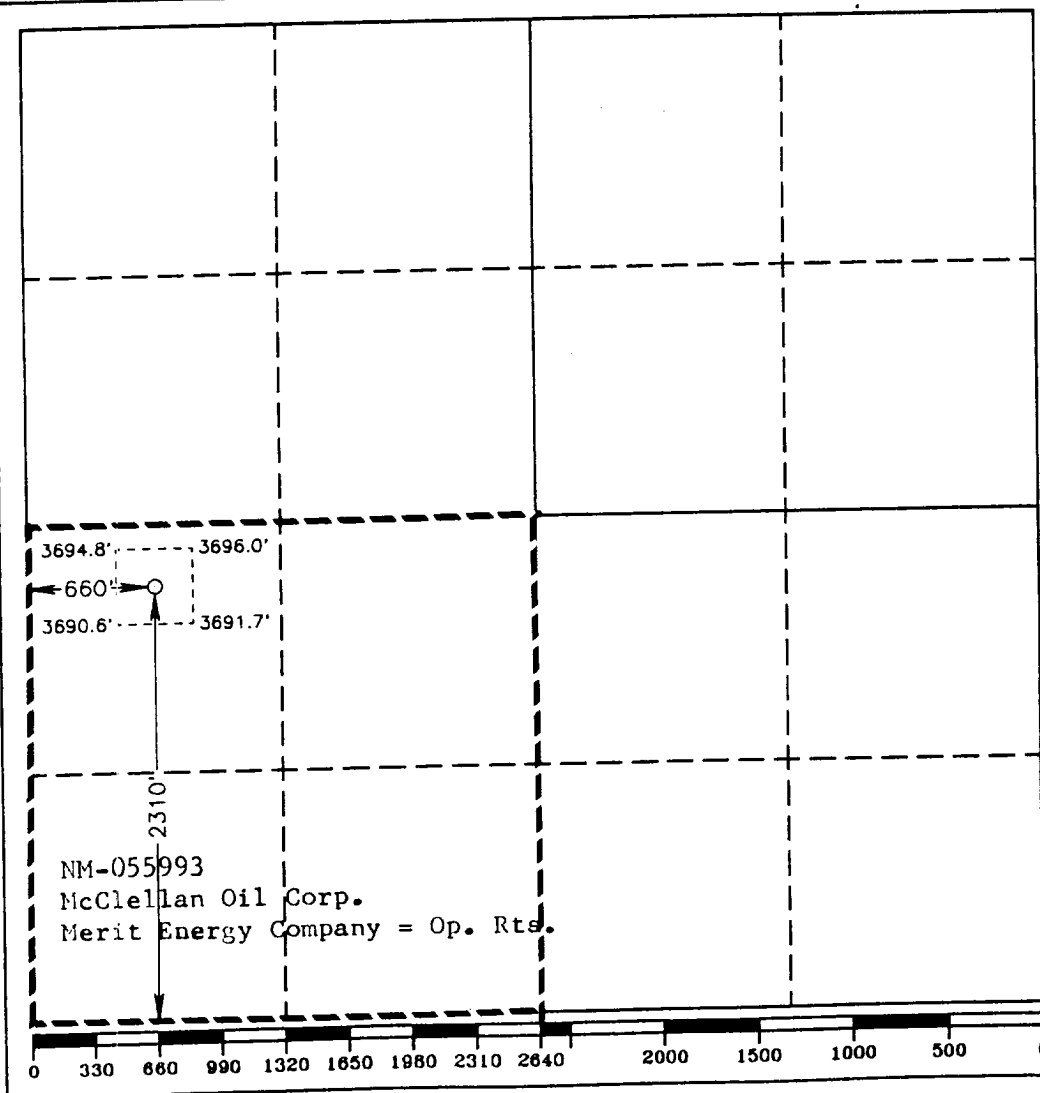 3694.8' 3696.0'
660'
3690.6' 3691.7'
2310'
NM-055993
McClellan Oil Corp.
Merit Energy Company = Op. Rts.
0 330 660 990 1320 1650 1980 2310 2640 2000 1500 1000 500